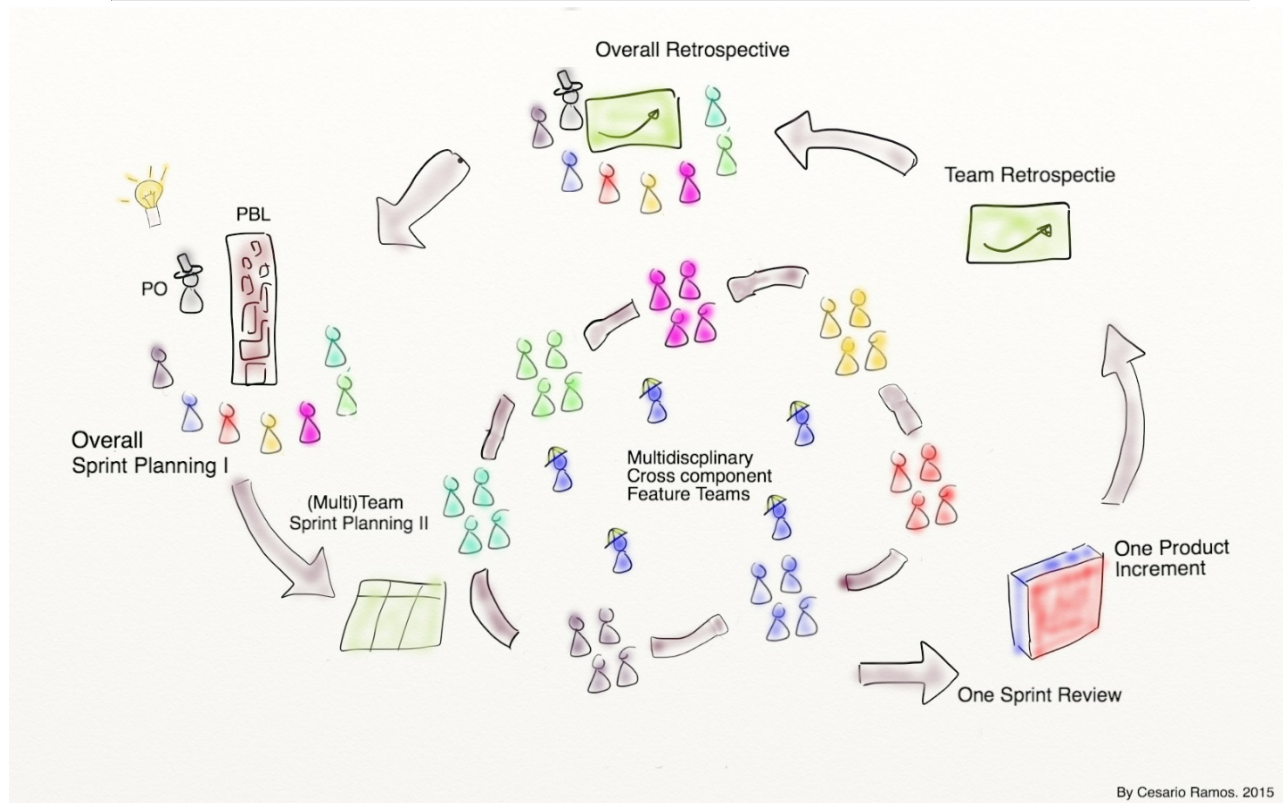 Overall Retrospective
Team Retrospectie
PBL
PO
Overall
Sprint Planning I
(Multi)Team
Sprint Planning II
Multidiscplinary
Cross component
Feature Teams
One Product
Increment
One Sprint Review
By Cesario Ramos. 2015